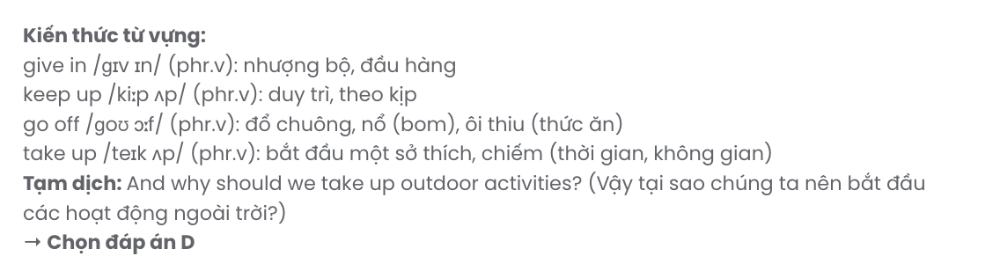 Kiến thức từ vựng:
give in /ɡɪv ɪn/ (phr.v): nhượng bộ, đầu hàng
keep up /kiːp ʌp/ (phr.v): duy trì, theo kịp
go off /ɡoʊ ɔːf/ (phr.v): đổ chuông, nổ (bom), ôi thiu (thức ăn)
take up /teɪk ʌp/ (phr.v): bắt đầu một sở thích, chiếm (thời gian, không gian)
Tạm dịch: And why should we take up outdoor activities? (Vậy tại sao chúng ta nên bắt đầu
các hoạt động ngoài trời?)
→ Chọn đáp án D